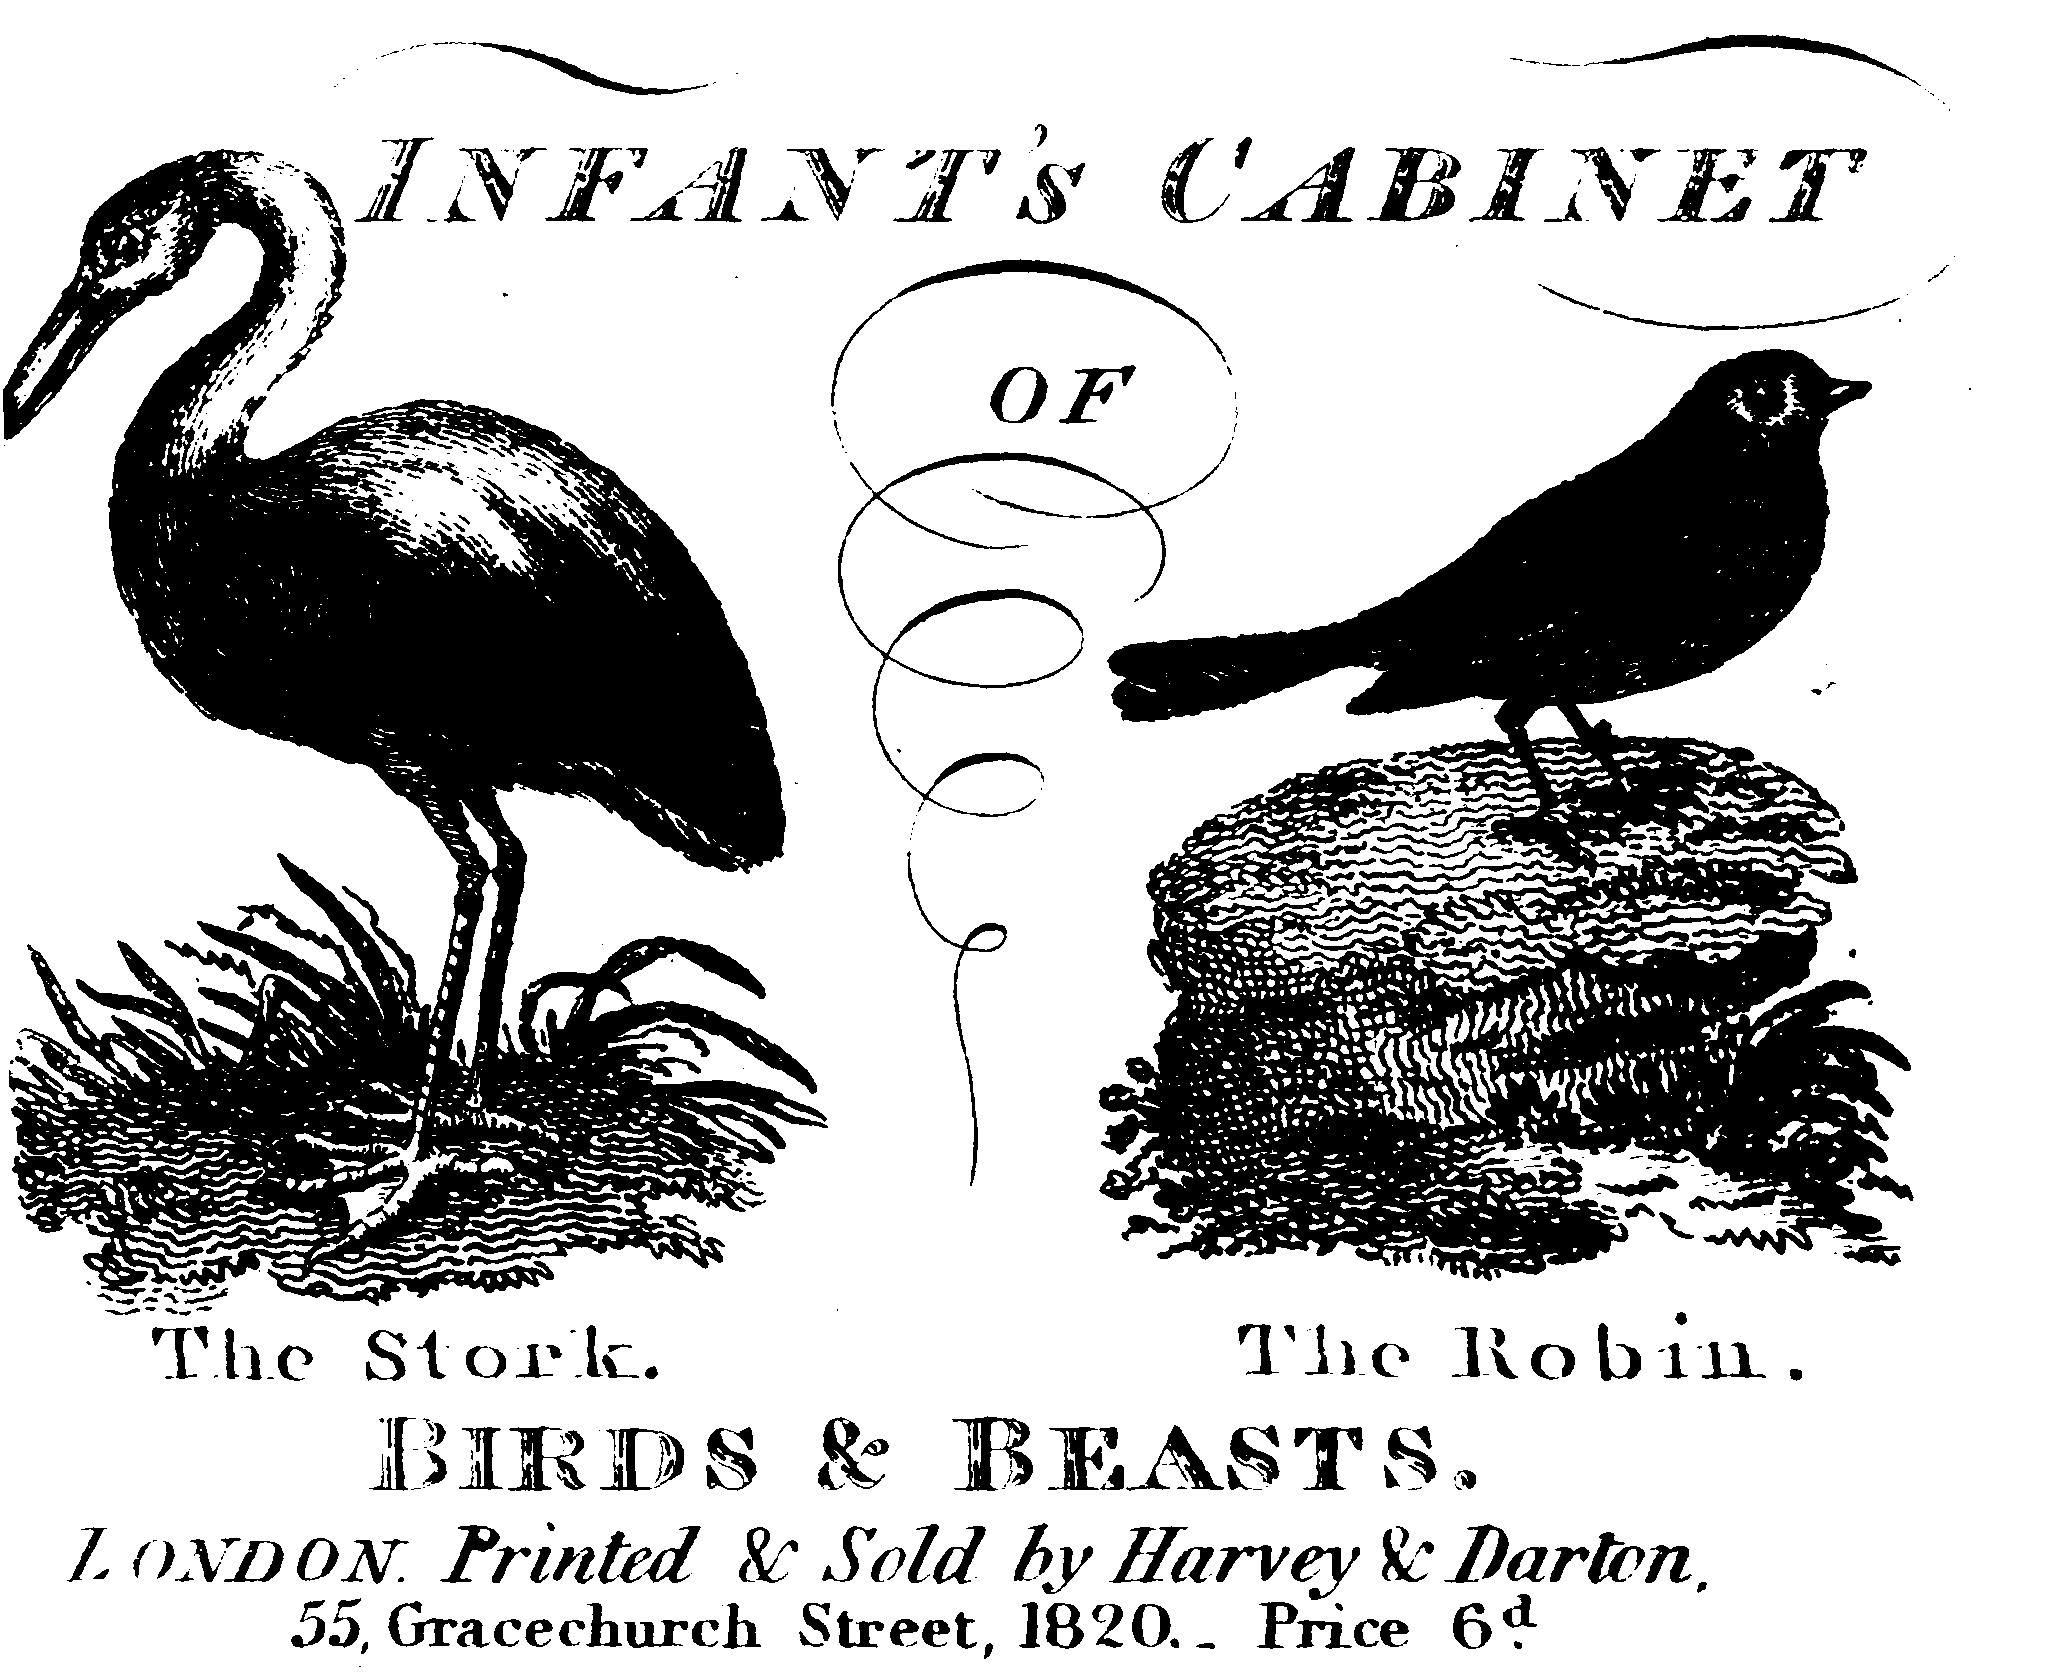 INFANT'S CABINET
OF
The Stork.
The Robin.
BIRDS & BEASTS.
LONDON. Printed & Sold by Harvey & Darton,
55, Gracechurch Street, 1820.- Price 6d.